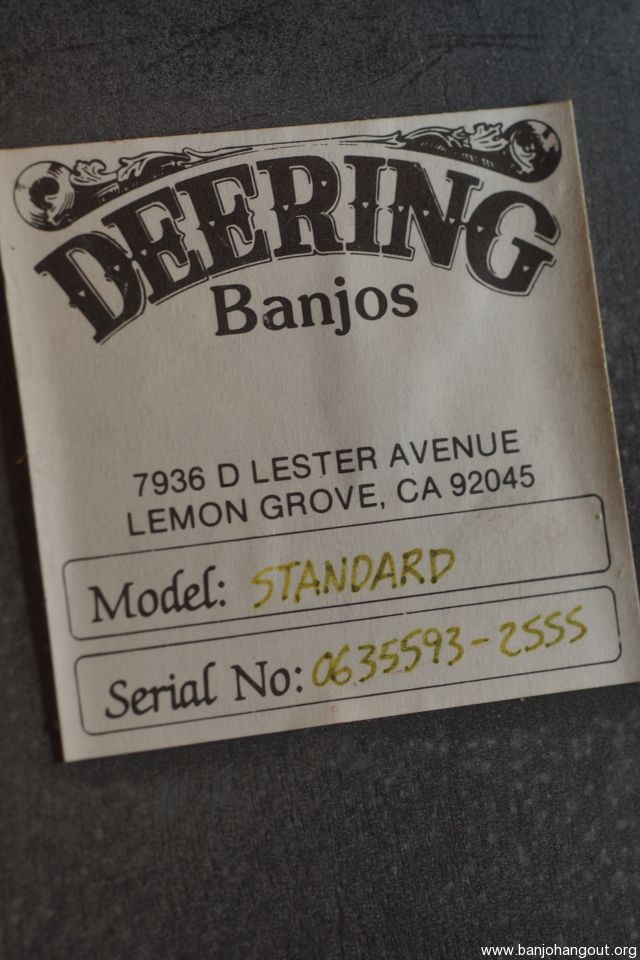 DEERING
Banjos
7936 D LESTER AVENUE
LEMON GROVE, CA 92045
Model: STANDARD
Serial No: 0635593-2555
www.banjohangout.org